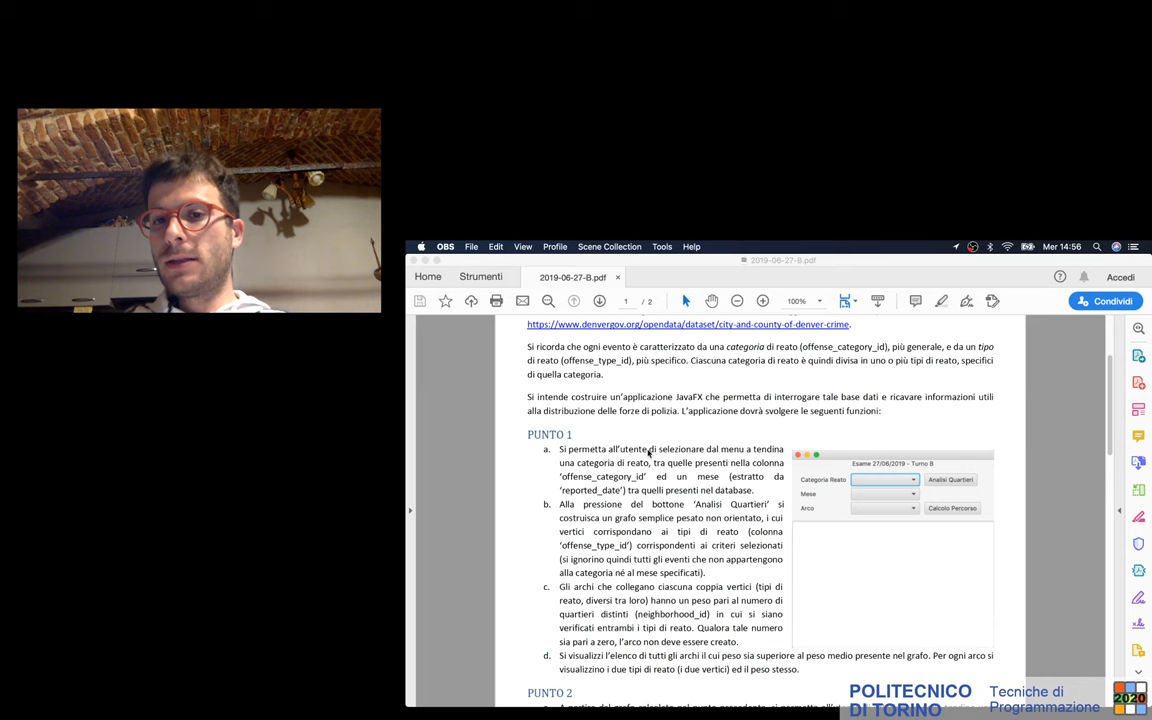 OBS File Edit View Profile Scene Collection Tools Help Mer 14:56
2019-06-27-B.pdf
Home Strumenti 2019-06-27-B.pdf × Accedi
1 / 2 100% Condividi
https://www.denvergov.org/opendata/dataset/city-and-county-of-denver-crime.
Si ricorda che ogni evento è caratterizzato da una categoria di reato (offense_category_id), più generale, e da un tipo
di reato (offense_type_id), più specifico. Ciascuna categoria di reato è quindi divisa in uno o più tipi di reato, specifici
di quella categoria.
Si intende costruire un'applicazione JavaFX che permetta di interrogare tale base dati e ricavare informazioni utili
alla distribuzione delle forze di polizia. L'applicazione dovrà svolgere le seguenti funzioni:
PUNTO 1
a. Si permetta all'utente di selezionare dal menu a tendina
una categoria di reato, tra quelle presenti nella colonna
'offense_category_id' ed un mese (estratto da
'reported_date') tra quelli presenti nel database.
b. Alla pressione del bottone 'Analisi Quartieri' si
costruisca un grafo semplice pesato non orientato, i cui
vertici corrispondano ai tipi di reato (colonna
'offense_type_id') corrispondenti ai criteri selezionati
(si ignorino quindi tutti gli eventi che non appartengono
alla categoria né al mese specificati).
c. Gli archi che collegano ciascuna coppia vertici (tipi di
reato, diversi tra loro) hanno un peso pari al numero di
quartieri distinti (neighborhood_id) in cui si siano
verificati entrambi i tipi di reato. Qualora tale numero
sia pari a zero, l'arco non deve essere creato.
Esame 27/06/2019 - Turno B
Categoria Reato Analisi Quartieri
Mese
Arco Calcolo Percorso
d. Si visualizzi l'elenco di tutti gli archi il cui peso sia superiore al peso medio presente nel grafo. Per ogni arco si
visualizzino i due tipi di reato (i due vertici) ed il peso stesso.
PUNTO 2
POLITECNICO
DI TORINO
Tecniche di
Programmazione
2020